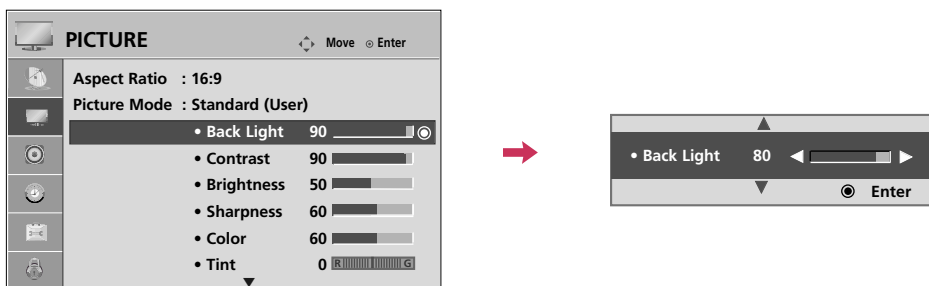 PICTURE Move Enter
Aspect Ratio : 16:9
Picture Mode : Standard (User)
• Back Light 90
• Contrast 90
• Brightness 50
• Sharpness 60
• Color 60
• Tint 0 R G
• Back Light 80
Enter